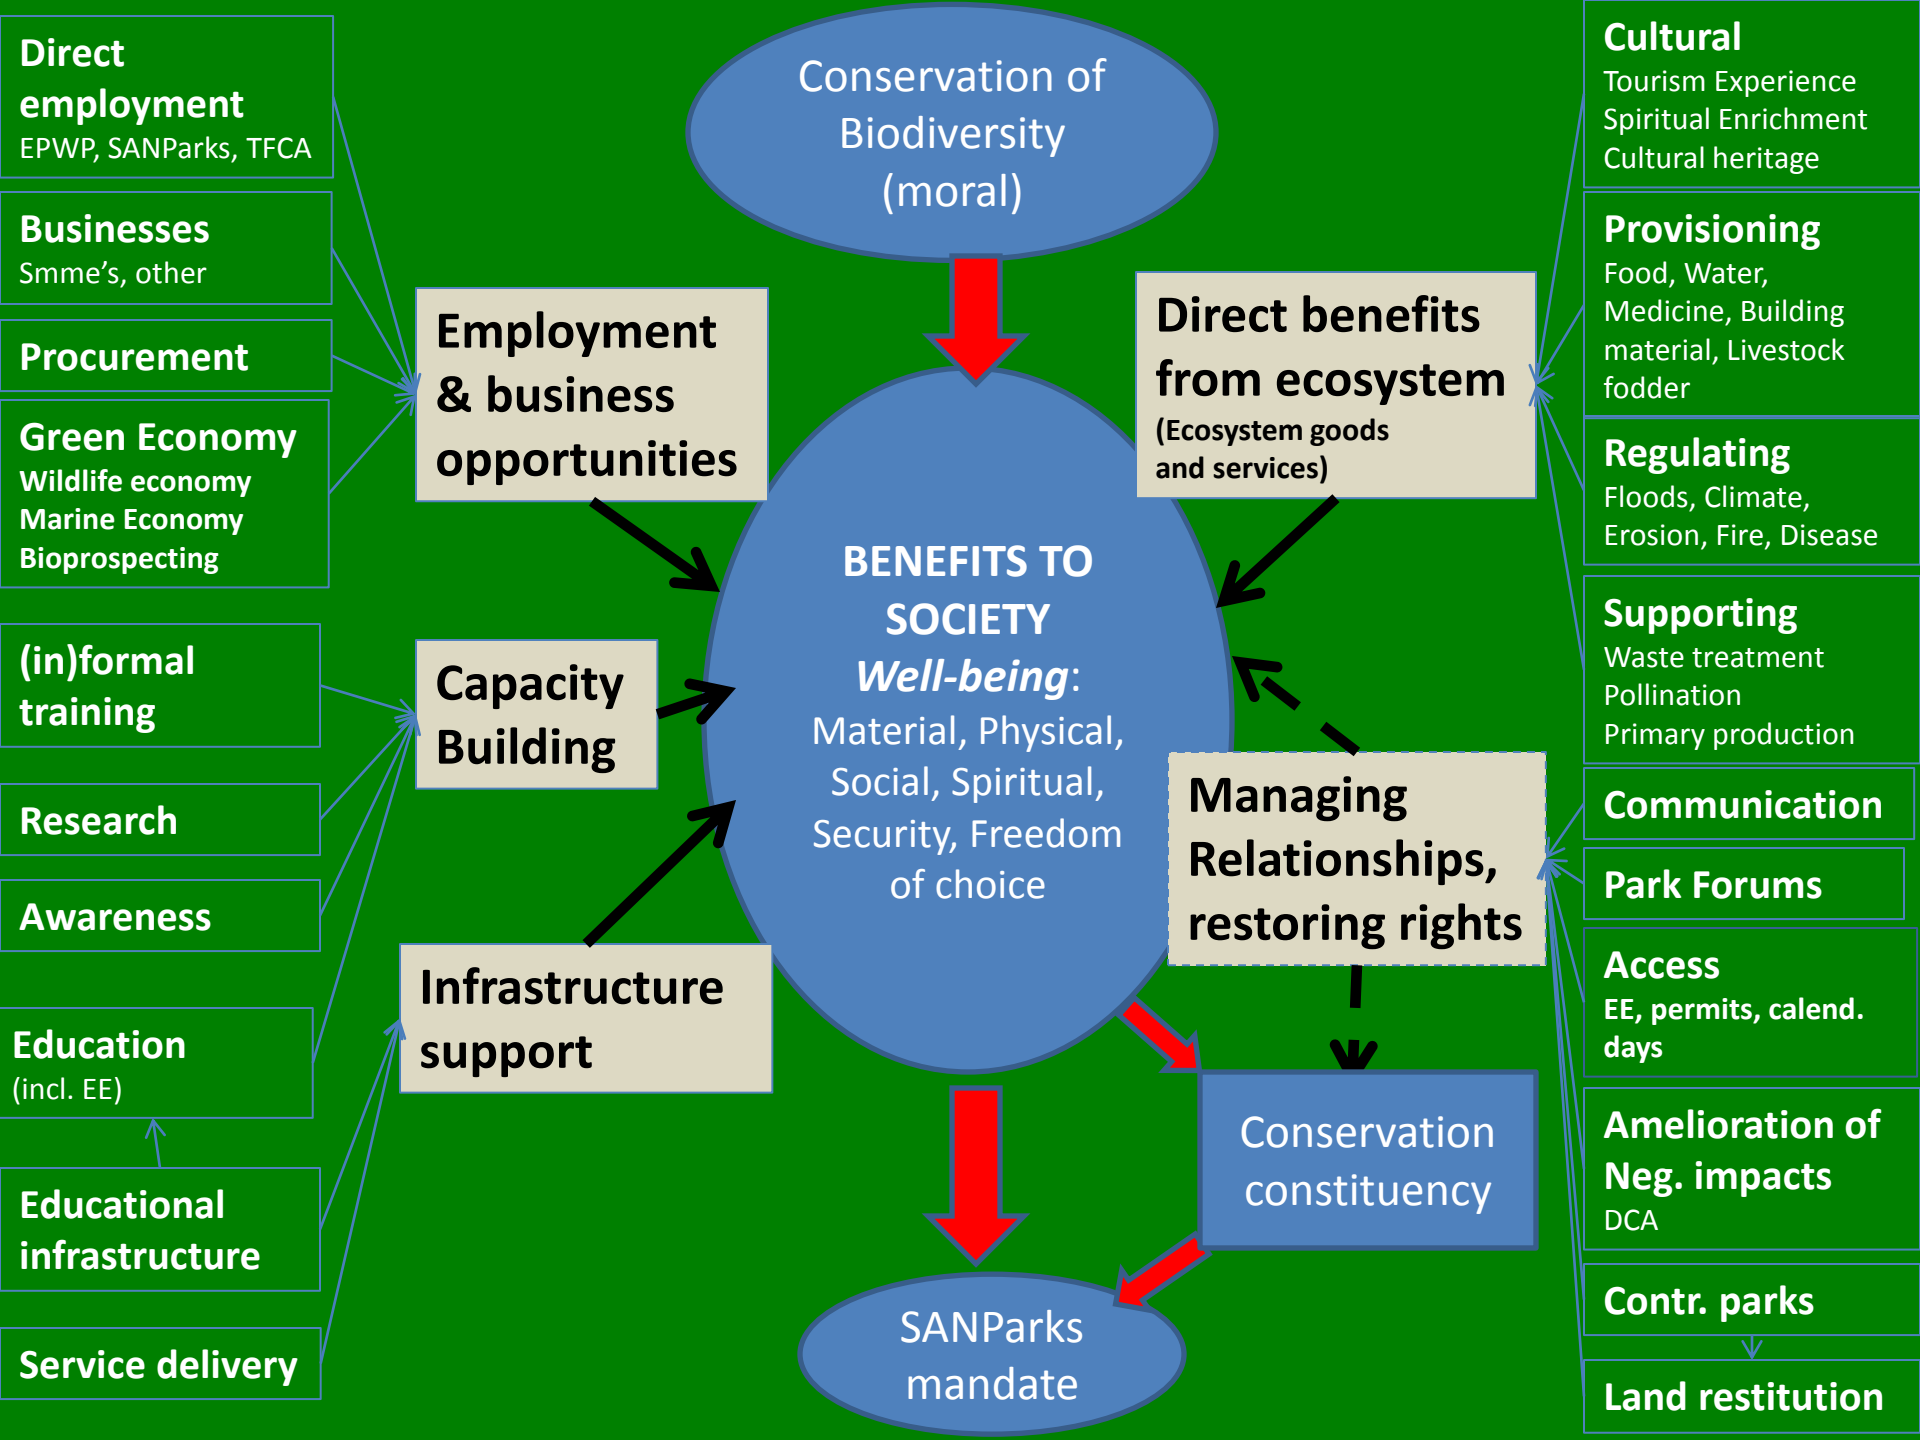 Direct
employment
EPWP, SANParks, TFCA
Businesses
Smme's, other
Procurement
Green Economy
Wildlife economy
Marine Economy
Bioprospecting
(in)formal
training
Research
Awareness
Education
(incl. EE)
Educational
infrastructure
Service delivery
Employment
& business
opportunities
Capacity
Building
Infrastructure
support
Conservation of
Biodiversity
(moral)
BENEFITS TO
SOCIETY
Well-being:
Material, Physical,
Social, Spiritual,
Security, Freedom
of choice
SANParks
mandate
Direct benefits
from ecosystem
(Ecosystem goods
and services)
Managing
Relationships,
restoring rights
Conservation
constituency
Cultural
Tourism Experience
Spiritual Enrichment
Cultural heritage
Provisioning
Food, Water,
Medicine, Building
material, Livestock
fodder
Regulating
Floods, Climate,
Erosion, Fire, Disease
Supporting
Waste treatment
Pollination
Primary production
Communication
Park Forums
Access
EE, permits, calend.
days
Amelioration of
Neg. impacts
DCA
Contr. parks
Land restitution